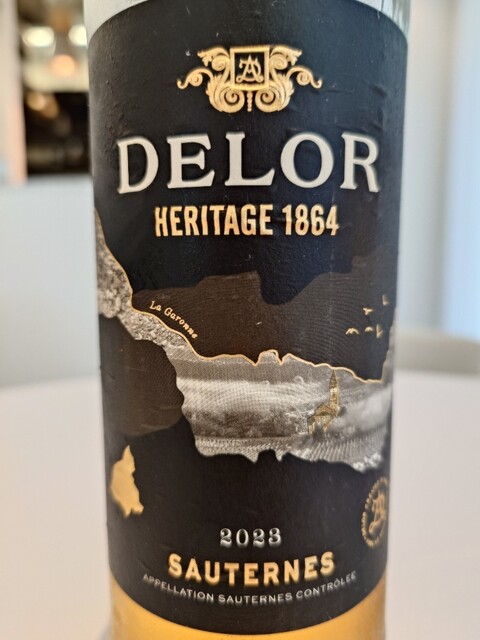 DELOR
HERITAGE 1864
La Garonne
2023
SAUTERNES
APPELLATION SAUTERNES CONTRÔLÉE